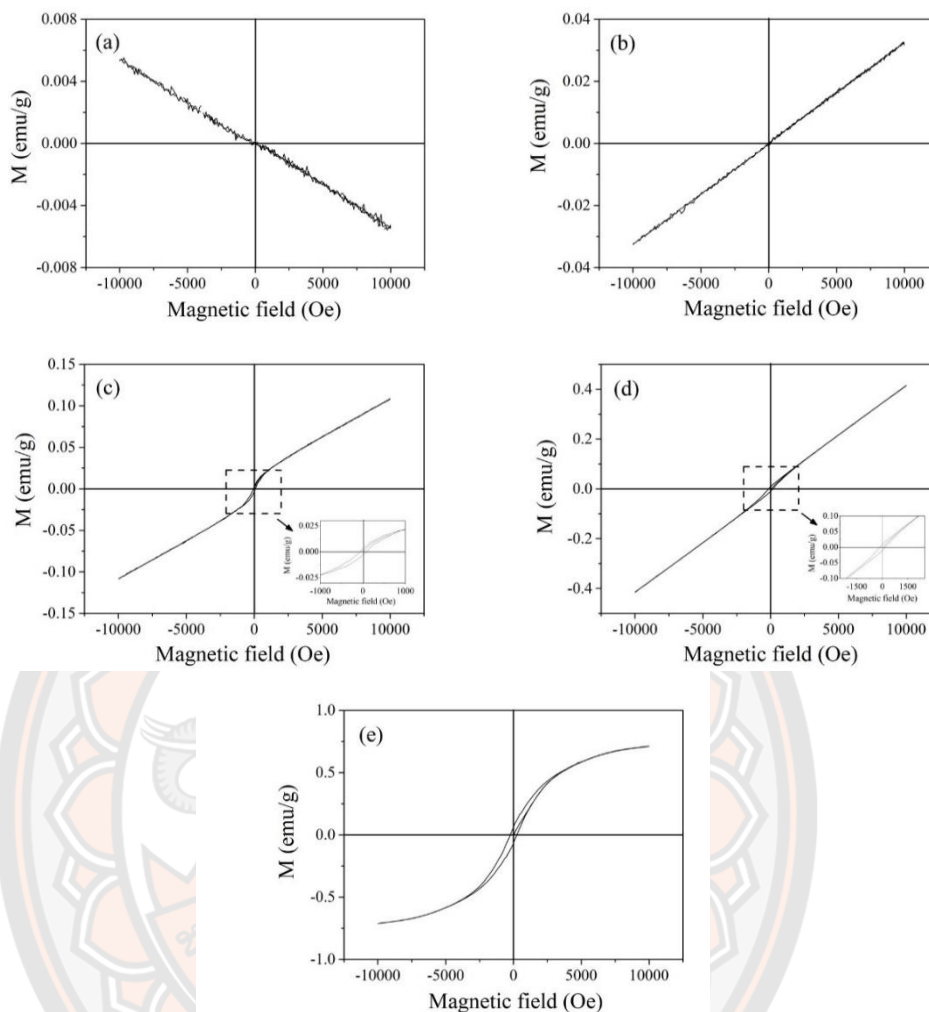 (a)
M (emu/g)
0.008
0.004
0.000
-0.004
-0.008
-10000 -5000 0 5000 10000
Magnetic field (Oe)
(b)
M (emu/g)
0.04
0.02
0.00
-0.02
-0.04
-10000 -5000 0 5000 10000
Magnetic field (Oe)
(c)
M (emu/g)
0.15
0.10
0.05
0.00
-0.05
-0.10
-0.15
-10000 -5000 0 5000 10000
Magnetic field (Oe)
M (emu/g)
0.025
0.000
-0.025
-1000 0 1000
Magnetic field (Oe)
(d)
M (emu/g)
0.4
0.2
0.0
-0.2
-0.4
-10000 -5000 0 5000 10000
Magnetic field (Oe)
M (emu/g)
0.10
0.05
0.00
-0.05
-0.10
-1500 0 1500
Magnetic field (Oe)
(e)
M (emu/g)
1.0
0.5
0.0
-0.5
-1.0
-10000 -5000 0 5000 10000
Magnetic field (Oe)